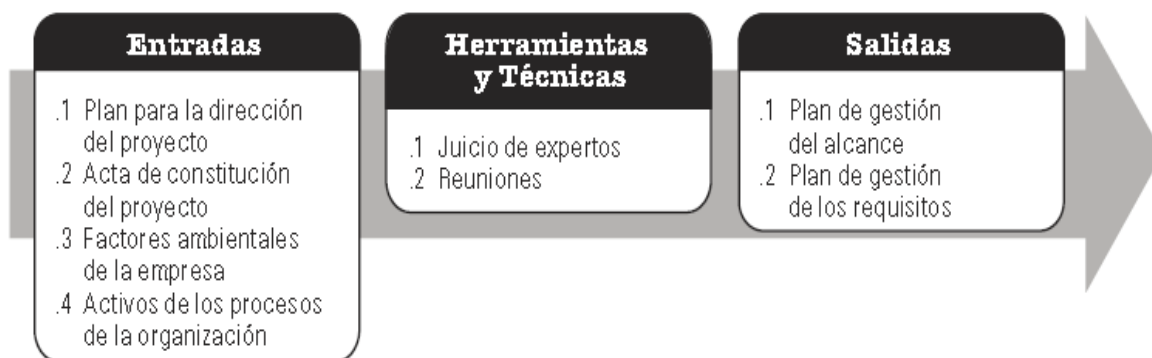 Entradas
.1 Plan para la dirección
del proyecto
.2 Acta de constitución
del proyecto
.3 Factores ambientales
de la empresa
.4 Activos de los procesos
de la organización
Herramientas
y Técnicas
.1 Juicio de expertos
.2 Reuniones
Salidas
.1 Plan de gestión
del alcance
.2 Plan de gestión
de los requisitos